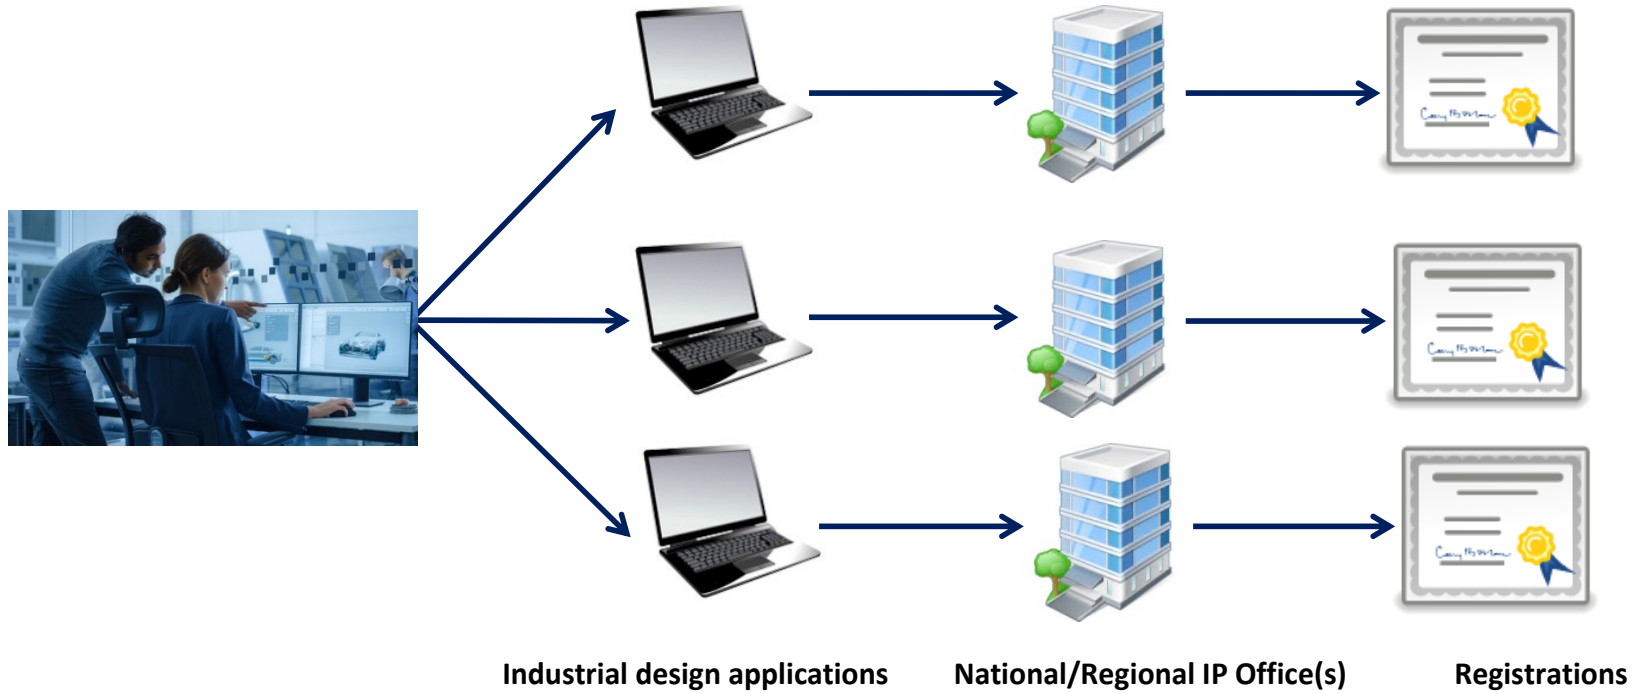 Industrial design applications
National/Regional IP Office(s)
Registrations